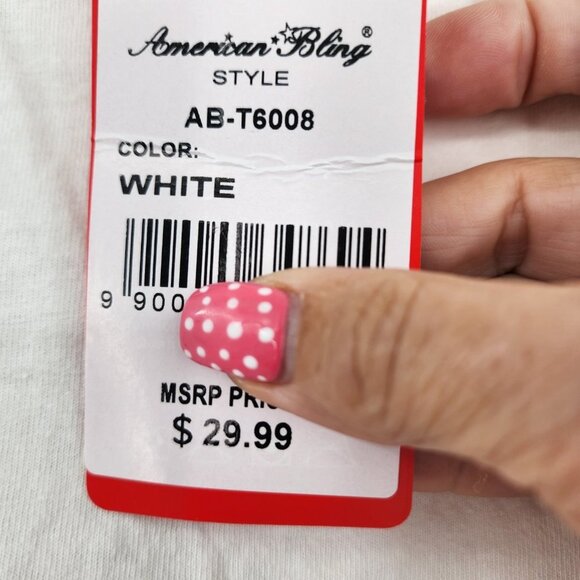 American Bling®
STYLE
AB-T6008
COLOR:
WHITE
9 900
MSRP
$ 29.99